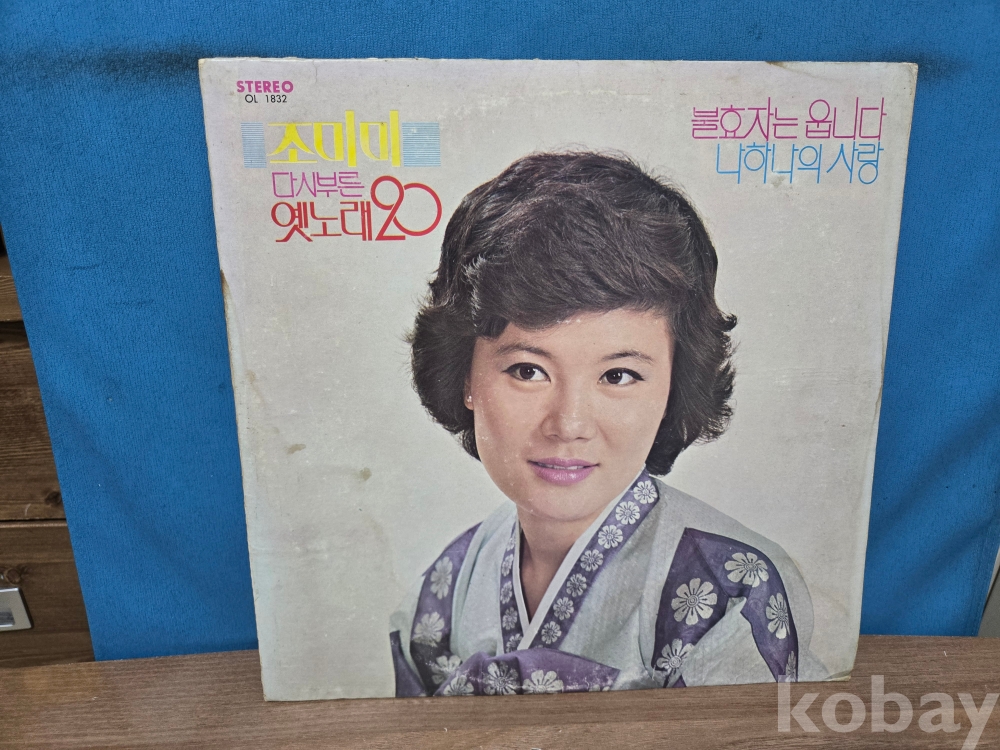 STEREO
OL 1832
조미미
다시부른
옛노래20
불효자는 웁니다
나하나의 사랑
kobay